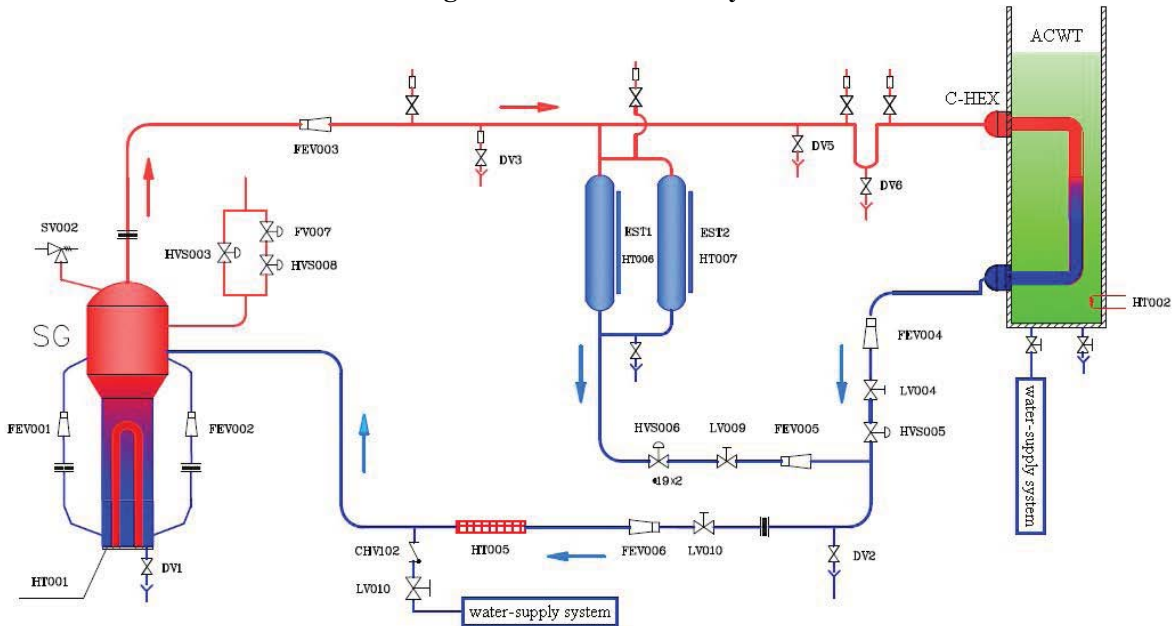 ACWT
C-HEX
FEV003
DV3
DV5
DV6
SV002
HVS003
FV007
HVS008
EST1
HT006
EST2
HT007
HT002
SG
FEV004
LV004
HVS005
FEV001
FEV002
HVS006
LV009
FEV005
19x2
water-supply system
CHV102
HT005
FEV006
LV010
DV2
HT001
DV1
LV010
water-supply system